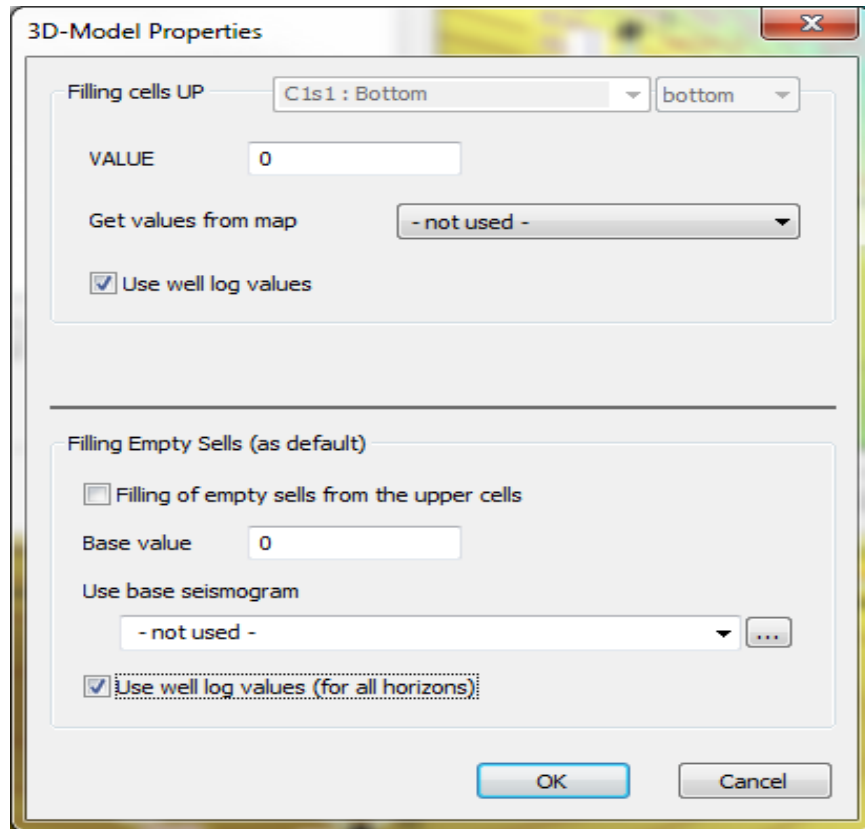 3D-Model Properties
Filling cells UP C1s1 : Bottom bottom
VALUE 0
Get values from map - not used -
Use well log values
Filling Empty Sells (as default)
Filling of empty sells from the upper cells
Base value 0
Use base seismogram
- not used - ...
Use well log values (for all horizons)
OK Cancel